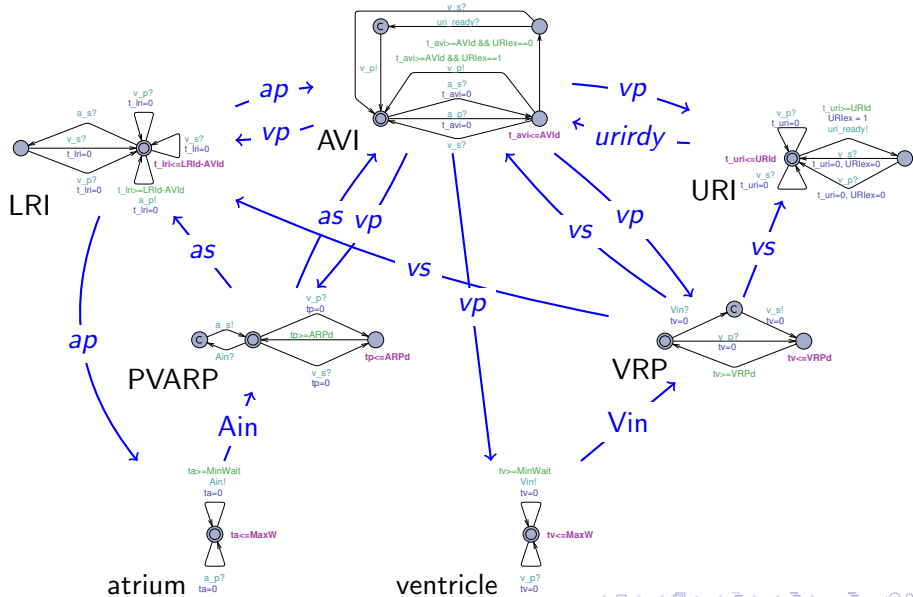 v_s?
uri_ready?
C
t_avi>=AVId && URIex==0
t_avi>=AVId && URIex==1
v_p!
v_p!
a_s?
t_avi=0
a_p?
t_avi=0
v_s?
t_avi<=AVId
AVI
ap
vp
vp
urirdy
v_p?
t_lri=0
a_s?
v_s?
t_lri=0
v_s?
t_lri=0
t_lri<=LRId-AVId
v_p?
t_lri=0
t_lri>=LRId-AVId
a_p!
t_lri=0
LRI
t_uri>=URId
URIex = 1
uri_ready!
v_p?
t_uri=0
t_uri<=URId
v_s?
t_uri=0, URIex=0
v_s?
t_uri=0
v_p?
t_uri=0, URIex=0
URI
as
vp
as
vs
vp
vs
vs
vp
ap
v_p?
tp=0
a_s!
C
tp>=ARPd
Ain?
tp<=ARPd
v_s?
tp=0
PVARP
Vin?
tv=0
C
v_s!
tv=0
v_p?
tv=0
tv<=VRPd
tv>=VRPd
VRP
Ain
Vin
ta>=MinWait
Ain!
ta=0
ta<=MaxW
a_p?
ta=0
atrium
tv>=MinWait
Vin!
tv=0
tv<=MaxW
v_p?
tv=0
ventricle